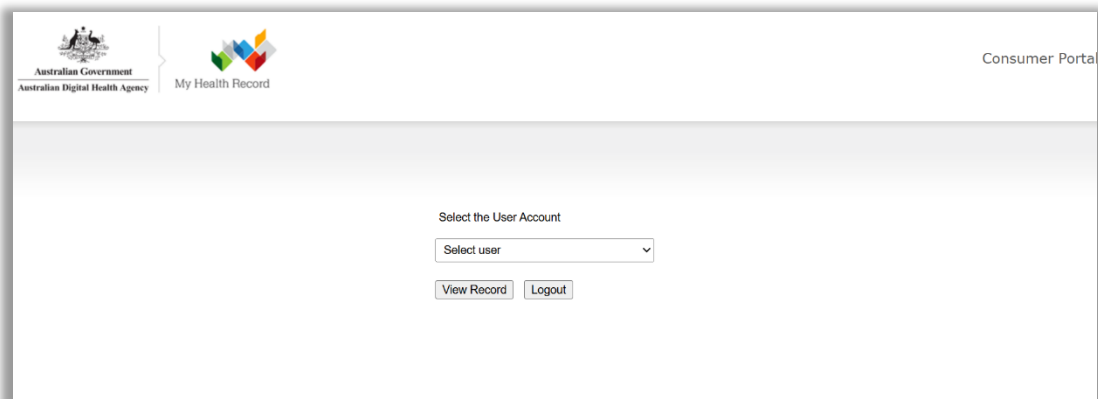 Australian Government
Australian Digital Health Agency
My Health Record
Consumer Portal
Select the User Account
Select user
View Record
Logout